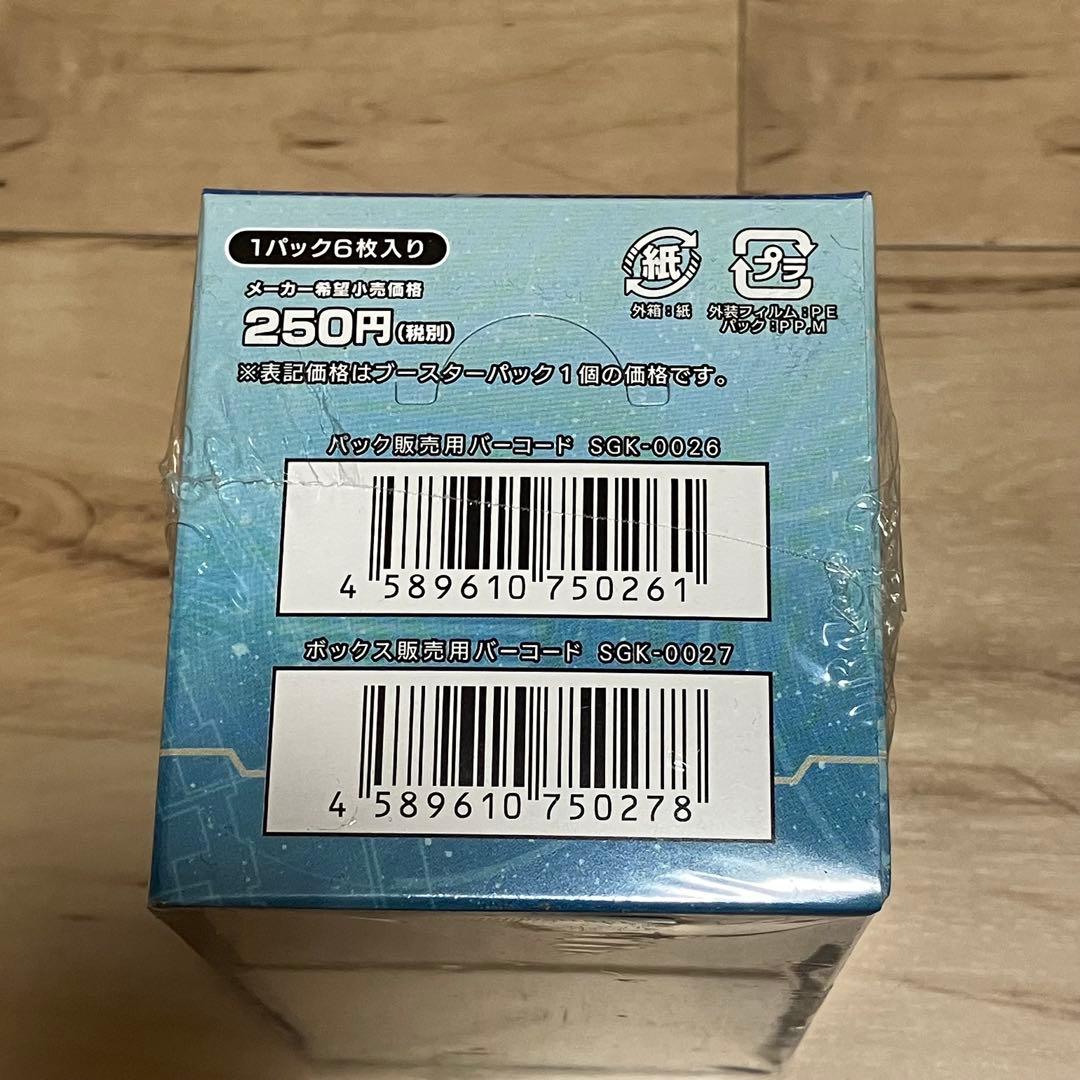 1パック6枚入り
メーカー希望小売価格
250円(税別)
※表記価格はブースターパック1個の価格です。
紙
外箱:紙
プラ
外装フィルム:PE
パック:PP,M
パック販売用バーコード SGK-0026
4 589610 750261
ボックス販売用バーコード SGK-0027
4 589610 750278